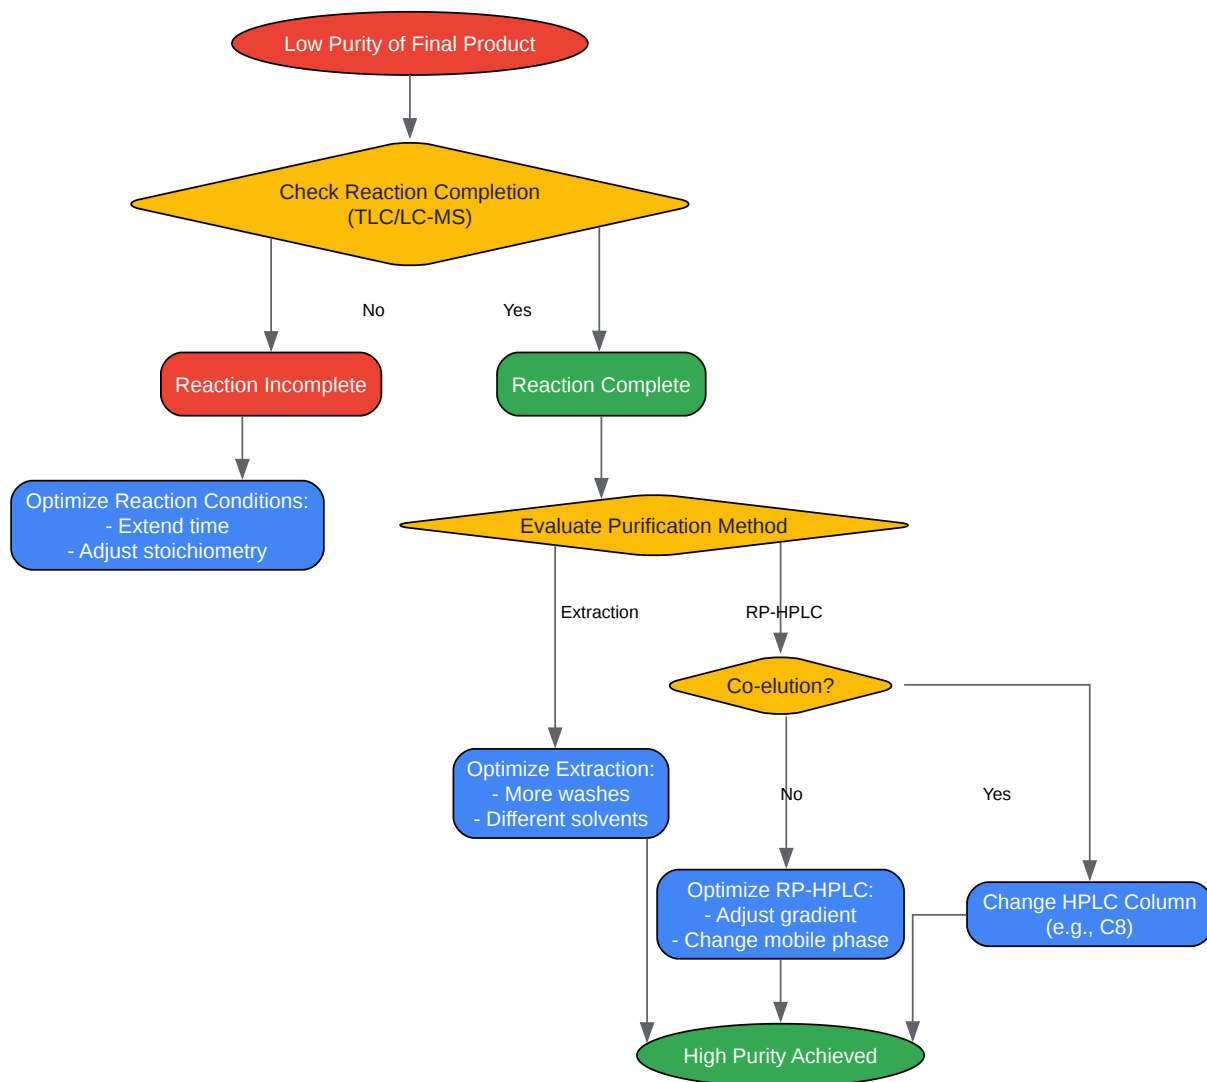 Low Purity of Final Product
Check Reaction Completion
(TLC/LC-MS)
No
Yes
Reaction Incomplete
Reaction Complete
Optimize Reaction Conditions:
- Extend time
- Adjust stoichiometry
Evaluate Purification Method
Extraction
RP-HPLC
Co-elution?
Optimize Extraction:
- More washes
- Different solvents
No
Yes
Optimize RP-HPLC:
- Adjust gradient
- Change mobile phase
Change HPLC Column
(e.g., C8)
High Purity Achieved